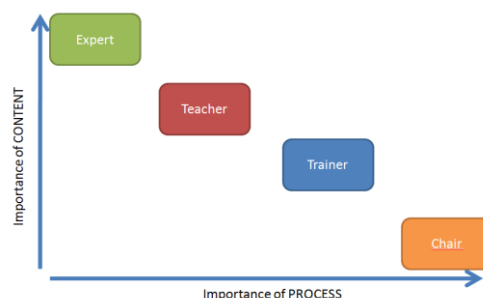 Expert
Teacher
Trainer
Chair
Importance of CONTENT
Importance of PROCESS